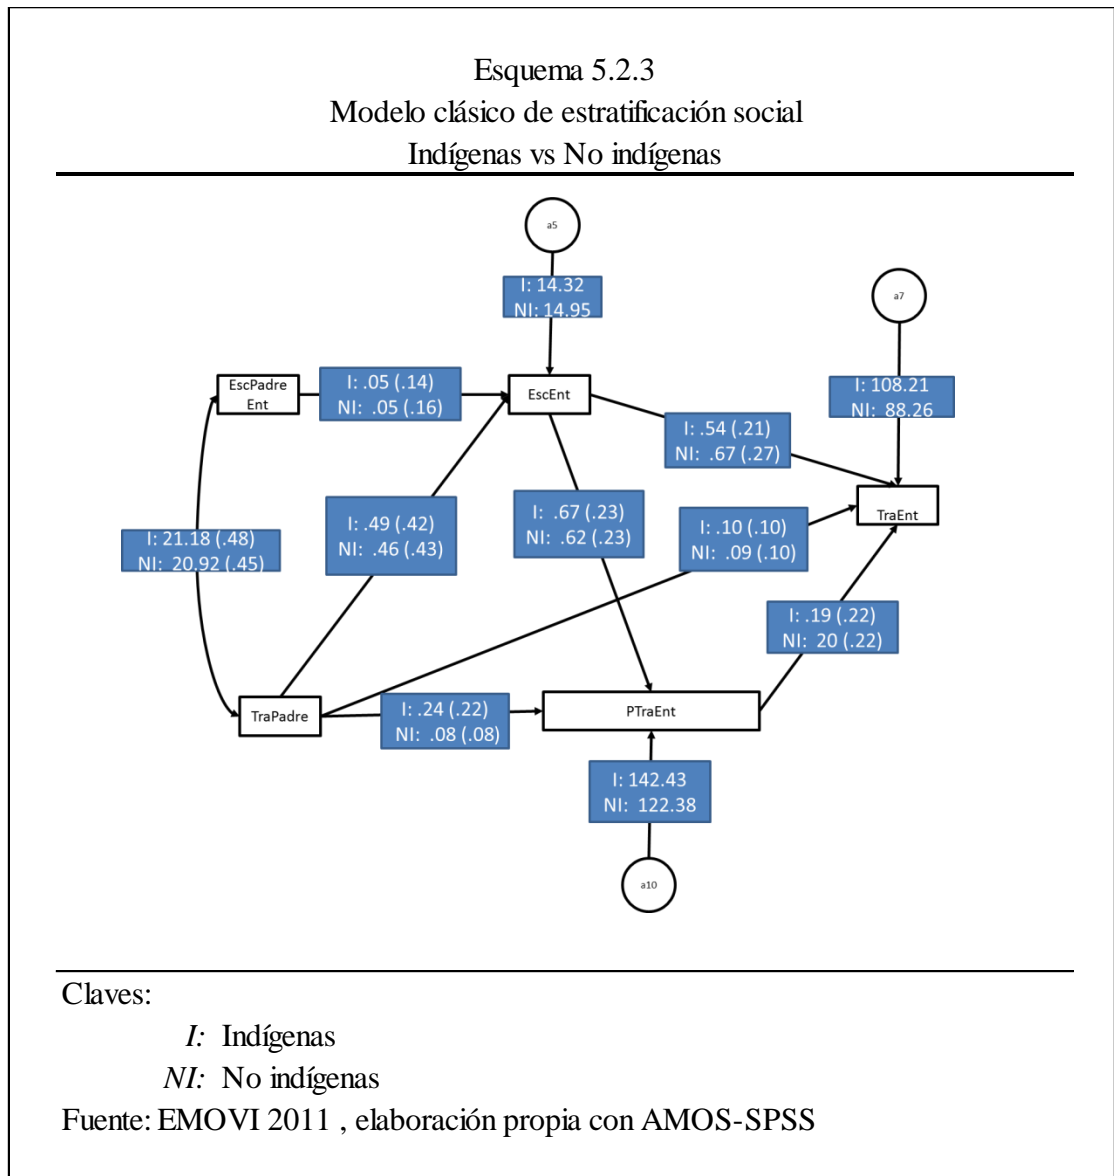 Esquema 5.2.3
Modelo clásico de estratificación social
Indígenas vs No indígenas
a5
I: 14.32
NI: 14.95
a7
I: 108.21
NI: 88.26
EscPadre
Ent
I: .05 (.14)
NI: .05 (.16)
EscEnt
I: .54 (.21)
NI: .67 (.27)
TraEnt
I: .49 (.42)
NI: .46 (.43)
I: .67 (.23)
NI: .62 (.23)
I: .10 (.10)
NI: .09 (.10)
I: 21.18 (.48)
NI: 20.92 (.45)
I: .19 (.22)
NI: 20 (.22)
TraPadre
I: .24 (.22)
NI: .08 (.08)
PTraEnt
I: 142.43
NI: 122.38
a10
Claves:
I: Indígenas
NI: No indígenas
Fuente: EMOVI 2011 , elaboración propia con AMOS-SPSS